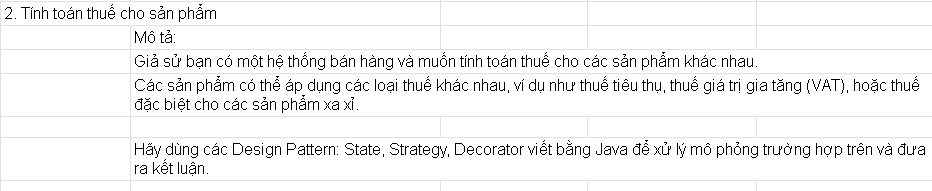 2. Tính toán thuế cho sản phẩm
Mô tả:
Giả sử bạn có một hệ thống bán hàng và muốn tính toán thuế cho các sản phẩm khác nhau.
Các sản phẩm có thể áp dụng các loại thuế khác nhau, ví dụ như thuế tiêu thụ, thuế giá trị gia tăng (VAT), hoặc thuế
đặc biệt cho các sản phẩm xa xỉ.
Hãy dùng các Design Pattern: State, Strategy, Decorator viết bằng Java để xử lý mô phỏng trường hợp trên và đưa
ra kết luận.